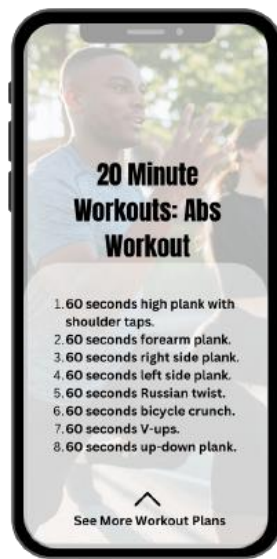 20 Minute
Workouts: Abs
Workout
1. 60 seconds high plank with
shoulder taps.
2. 60 seconds forearm plank.
3. 60 seconds right side plank.
4. 60 seconds left side plank.
5. 60 seconds Russian twist.
6. 60 seconds bicycle crunch.
7. 60 seconds V-ups.
8. 60 seconds up-down plank.
See More Workout Plans